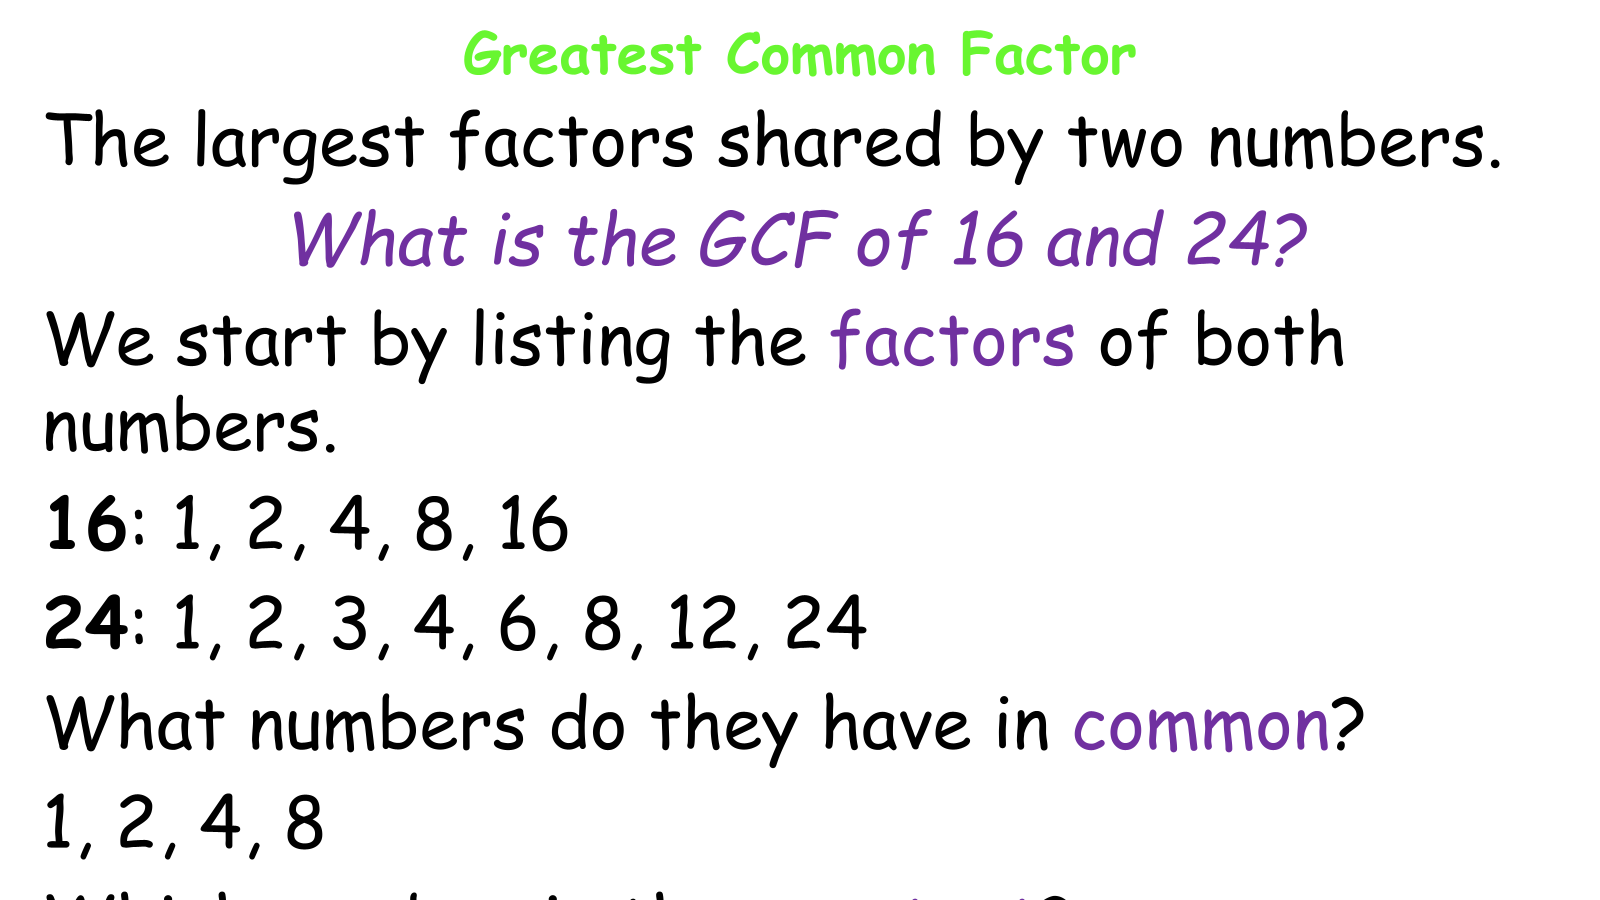 Greatest Common Factor
The largest factors shared by two numbers.
What is the GCF of 16 and 24?
We start by listing the factors of both
numbers.
16: 1, 2, 4, 8, 16
24: 1, 2, 3, 4, 6, 8, 12, 24
What numbers do they have in common?
1, 2, 4, 8